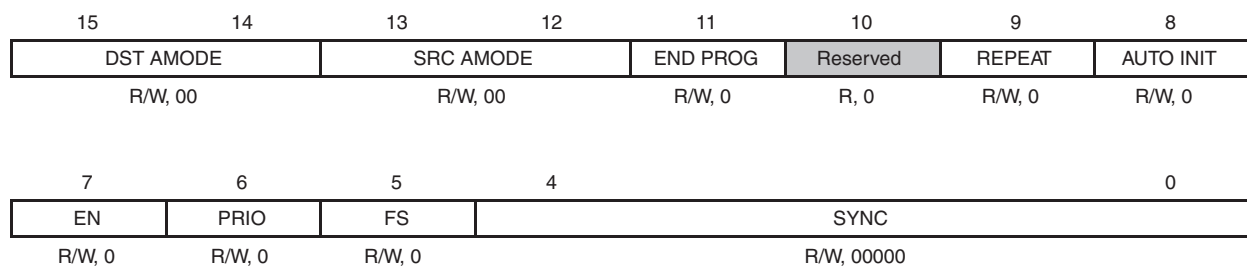 15 14 13 12 11 10 9 8
DST AMODE SRC AMODE END PROG Reserved REPEAT AUTO INIT
R/W, 00 R/W, 00 R/W, 0 R, 0 R/W, 0 R/W, 0
7 6 5 4 0
EN PRIO FS SYNC
R/W, 0 R/W, 0 R/W, 0 R/W, 00000